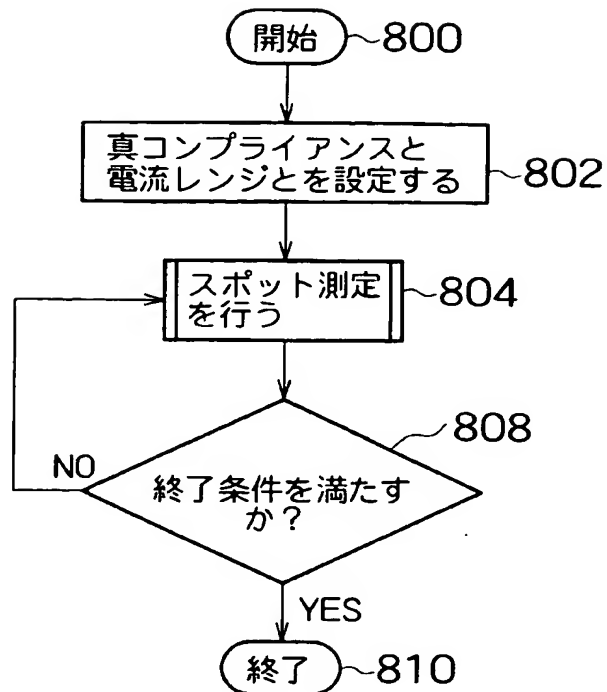 開始
800
真コンプライアンスと
電流レンジとを設定する
802
スポット測定
を行う
804
808
NO
終了条件を満たす
か？
YES
終了
810